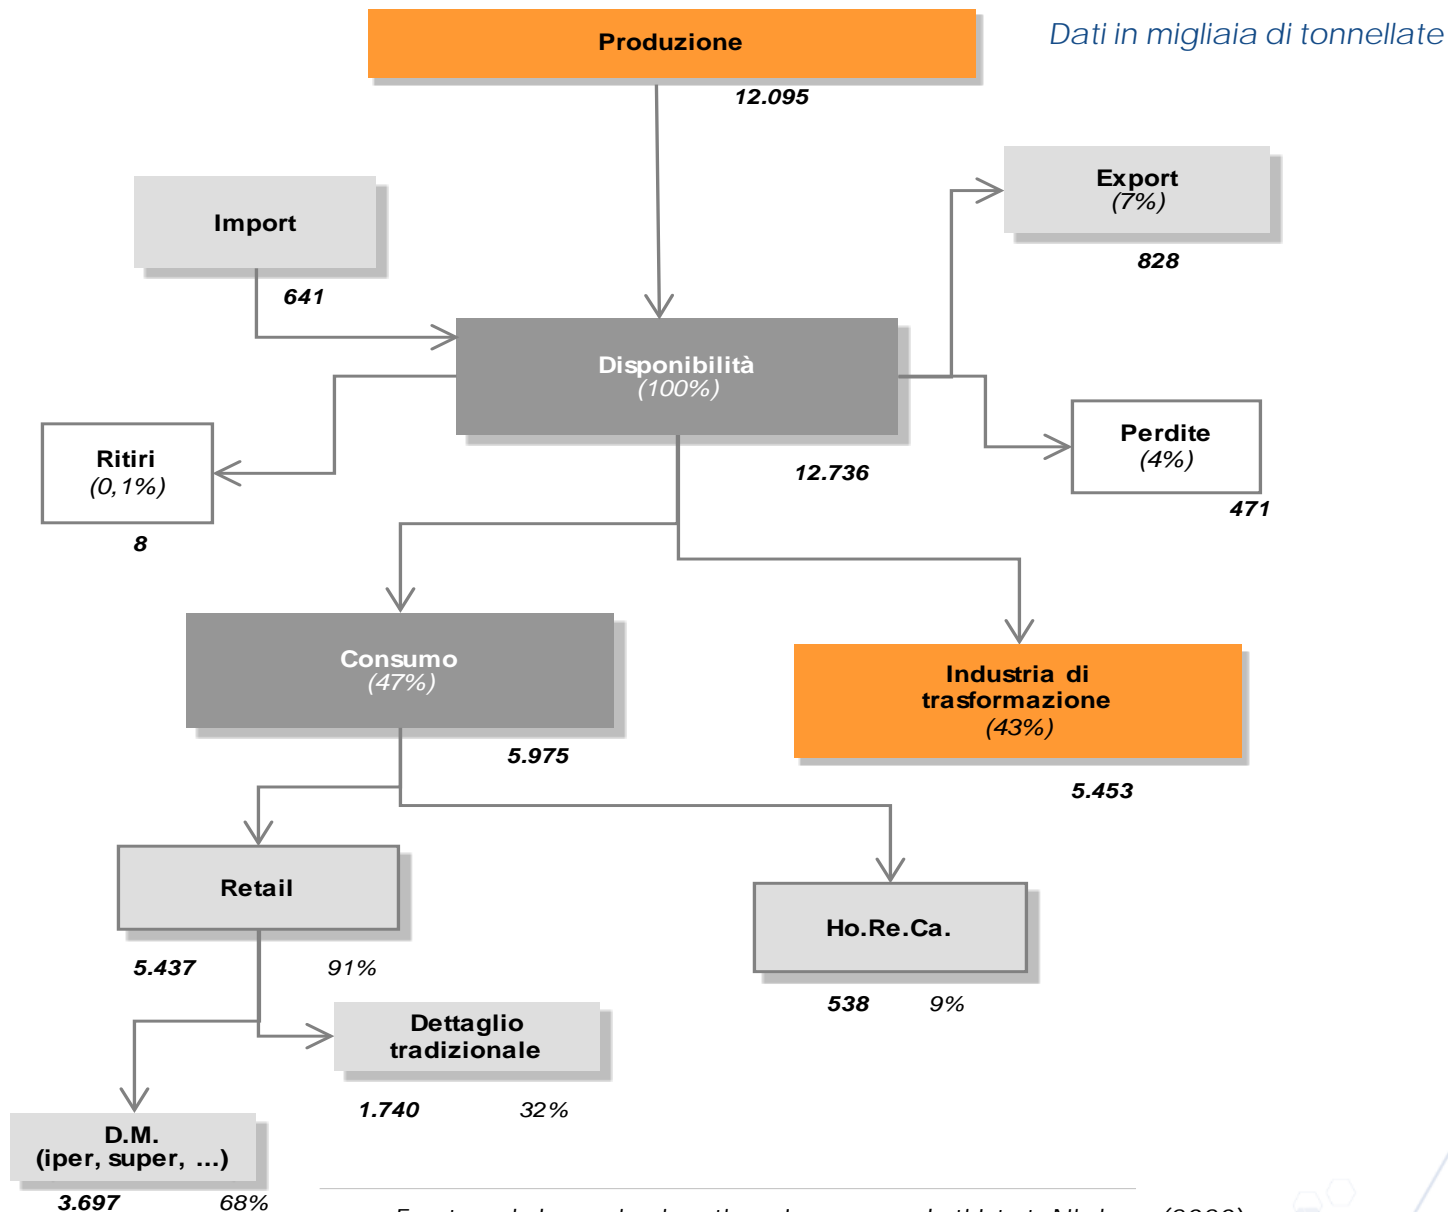 Produzione
Dati in migliaia di tonnellate
12.095
Export
(7%)
828
Import
641
Disponibilità
(100%)
12.736
Ritiri
(0,1%)
8
Perdite
(4%)
471
Consumo
(47%)
5.975
Industria di
trasformazione
(43%)
5.453
Retail
5.437 91%
Ho.Re.Ca.
538 9%
Dettaglio
tradizionale
1.740 32%
D.M.
(iper, super, ...)
3.697 68%